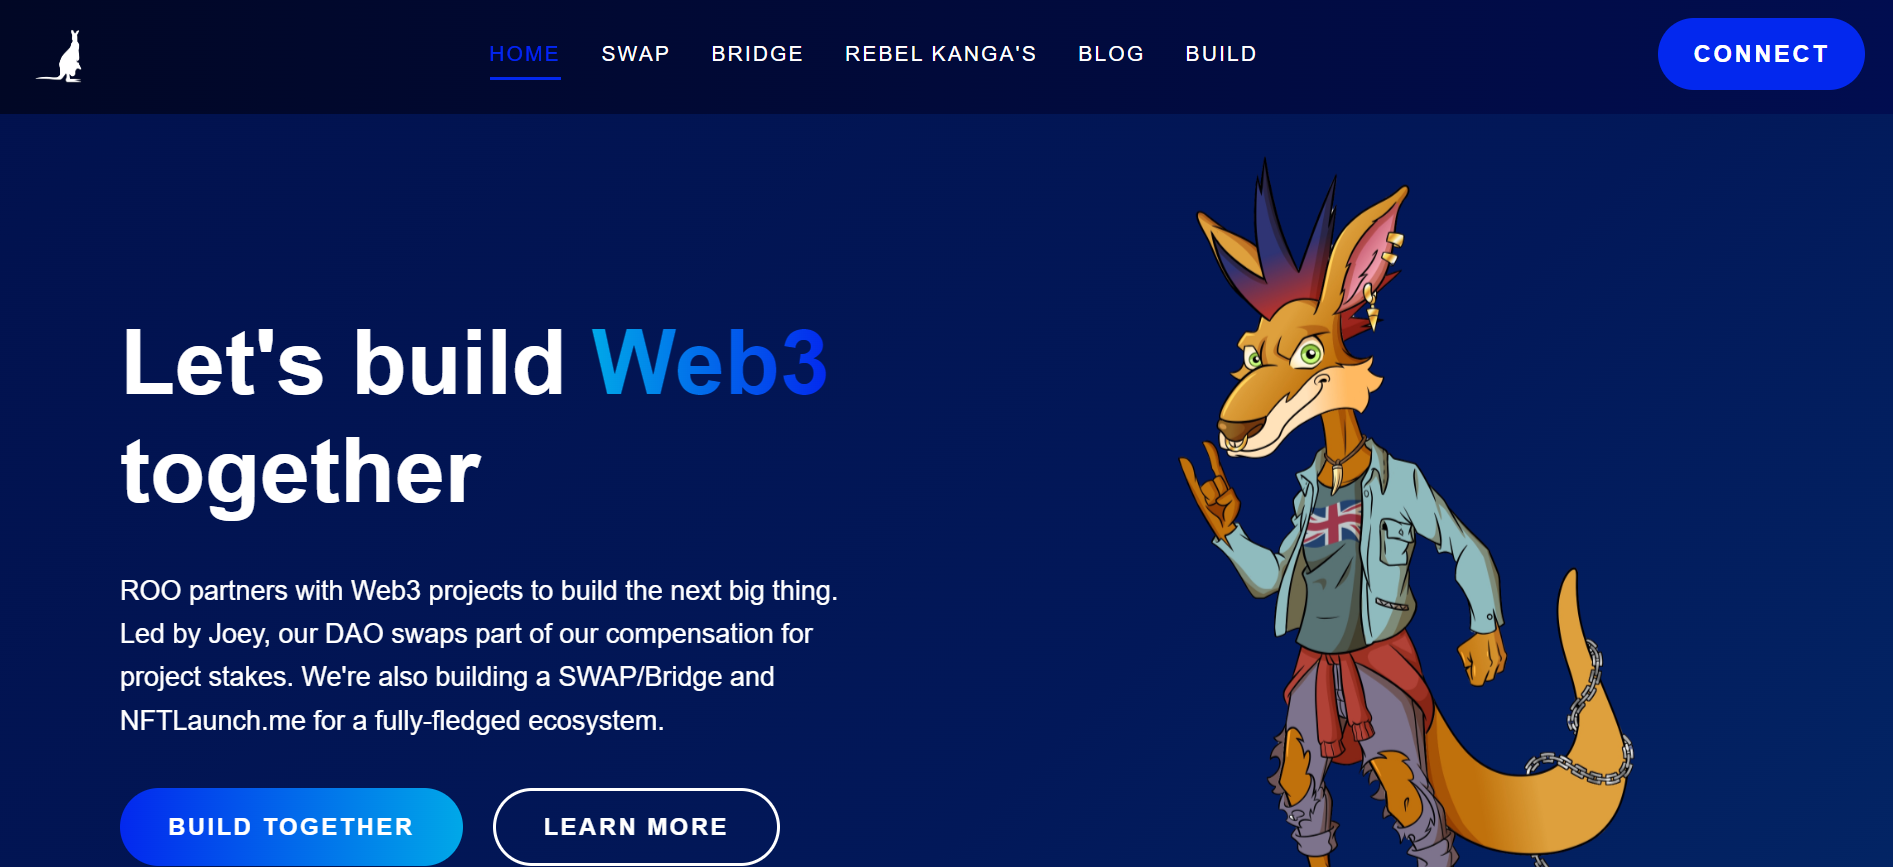 HOME SWAP BRIDGE REBEL KANGA'S BLOG BUILD CONNECT
Let's build Web3
together
ROO partners with Web3 projects to build the next big thing.
Led by Joey, our DAO swaps part of our compensation for
project stakes. We're also building a SWAP/Bridge and
NFTLaunch.me for a fully-fledged ecosystem.
BUILD TOGETHER LEARN MORE